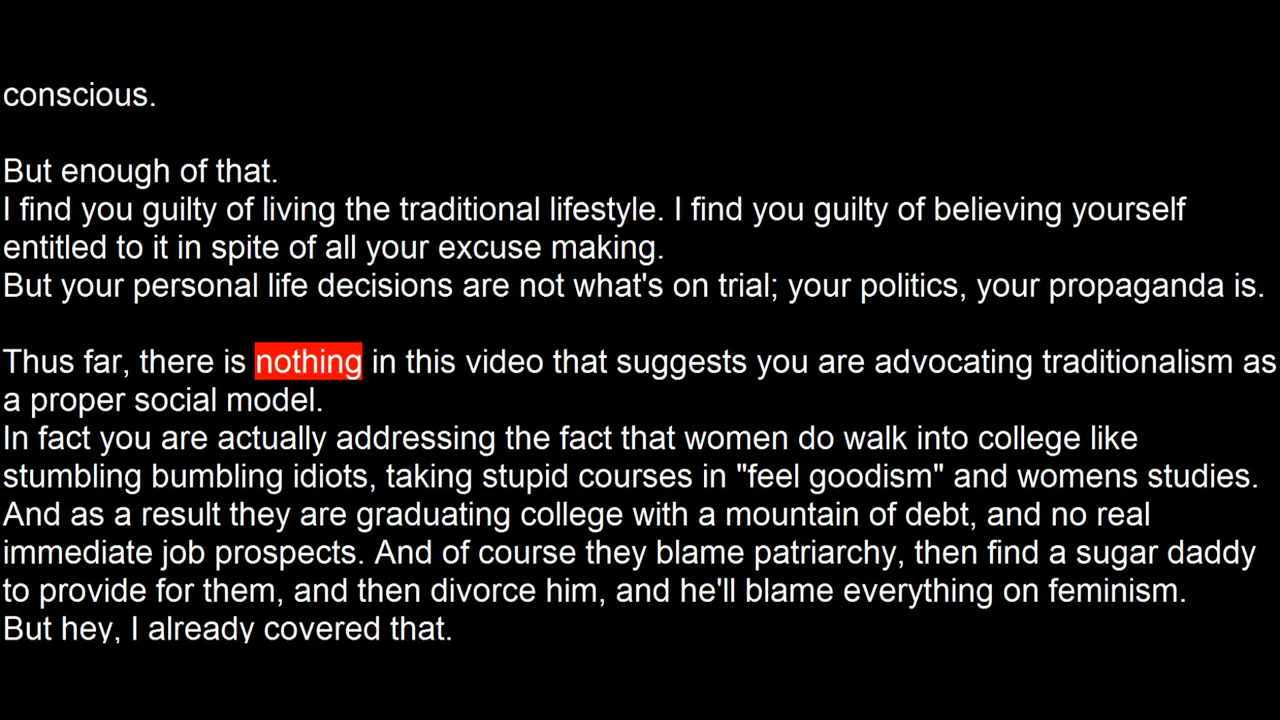 conscious.
But enough of that.
I find you guilty of living the traditional lifestyle. I find you guilty of believing yourself
entitled to it in spite of all your excuse making.
But your personal life decisions are not what's on trial; your politics, your propaganda is.
Thus far, there is nothing in this video that suggests you are advocating traditionalism as
a proper social model.
In fact you are actually addressing the fact that women do walk into college like
stumbling bumbling idiots, taking stupid courses in "feel goodism" and womens studies.
And as a result they are graduating college with a mountain of debt, and no real
immediate job prospects. And of course they blame patriarchy, then find a sugar daddy
to provide for them, and then divorce him, and he'll blame everything on feminism.
But hey, I already covered that.